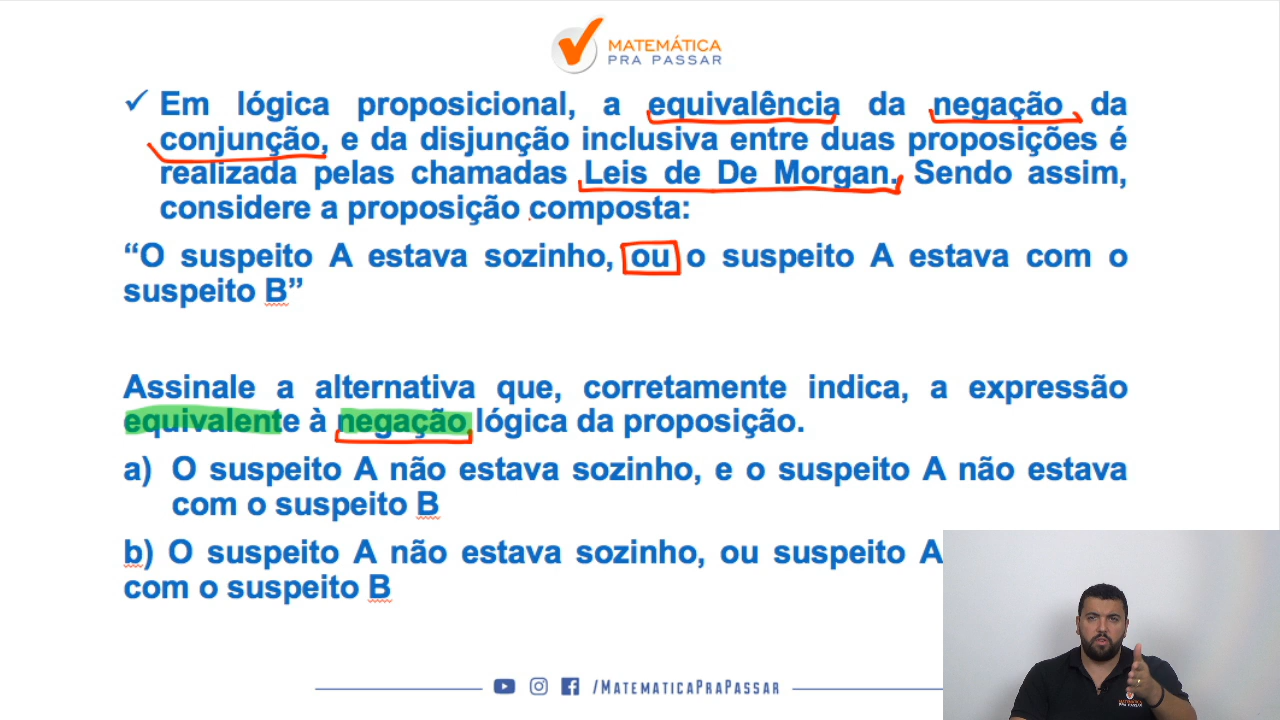 MATEMÁTICA
PRA PASSAR
✓ Em lógica proposicional, a equivalência da negação da
conjunção, e da disjunção inclusiva entre duas proposições é
realizada pelas chamadas Leis de De Morgan. Sendo assim,
considere a proposição composta:
“O suspeito A estava sozinho, ou o suspeito A estava com o
suspeito B”
Assinale a alternativa que, corretamente indica, a expressão
equivalente à negação lógica da proposição.
a) O suspeito A não estava sozinho, e o suspeito A não estava
com o suspeito B
b) O suspeito A não estava sozinho, ou suspeito A
com o suspeito B
/MATEMATICAPRAPASSAR
MATEMÁTICA
PRA PASSAR